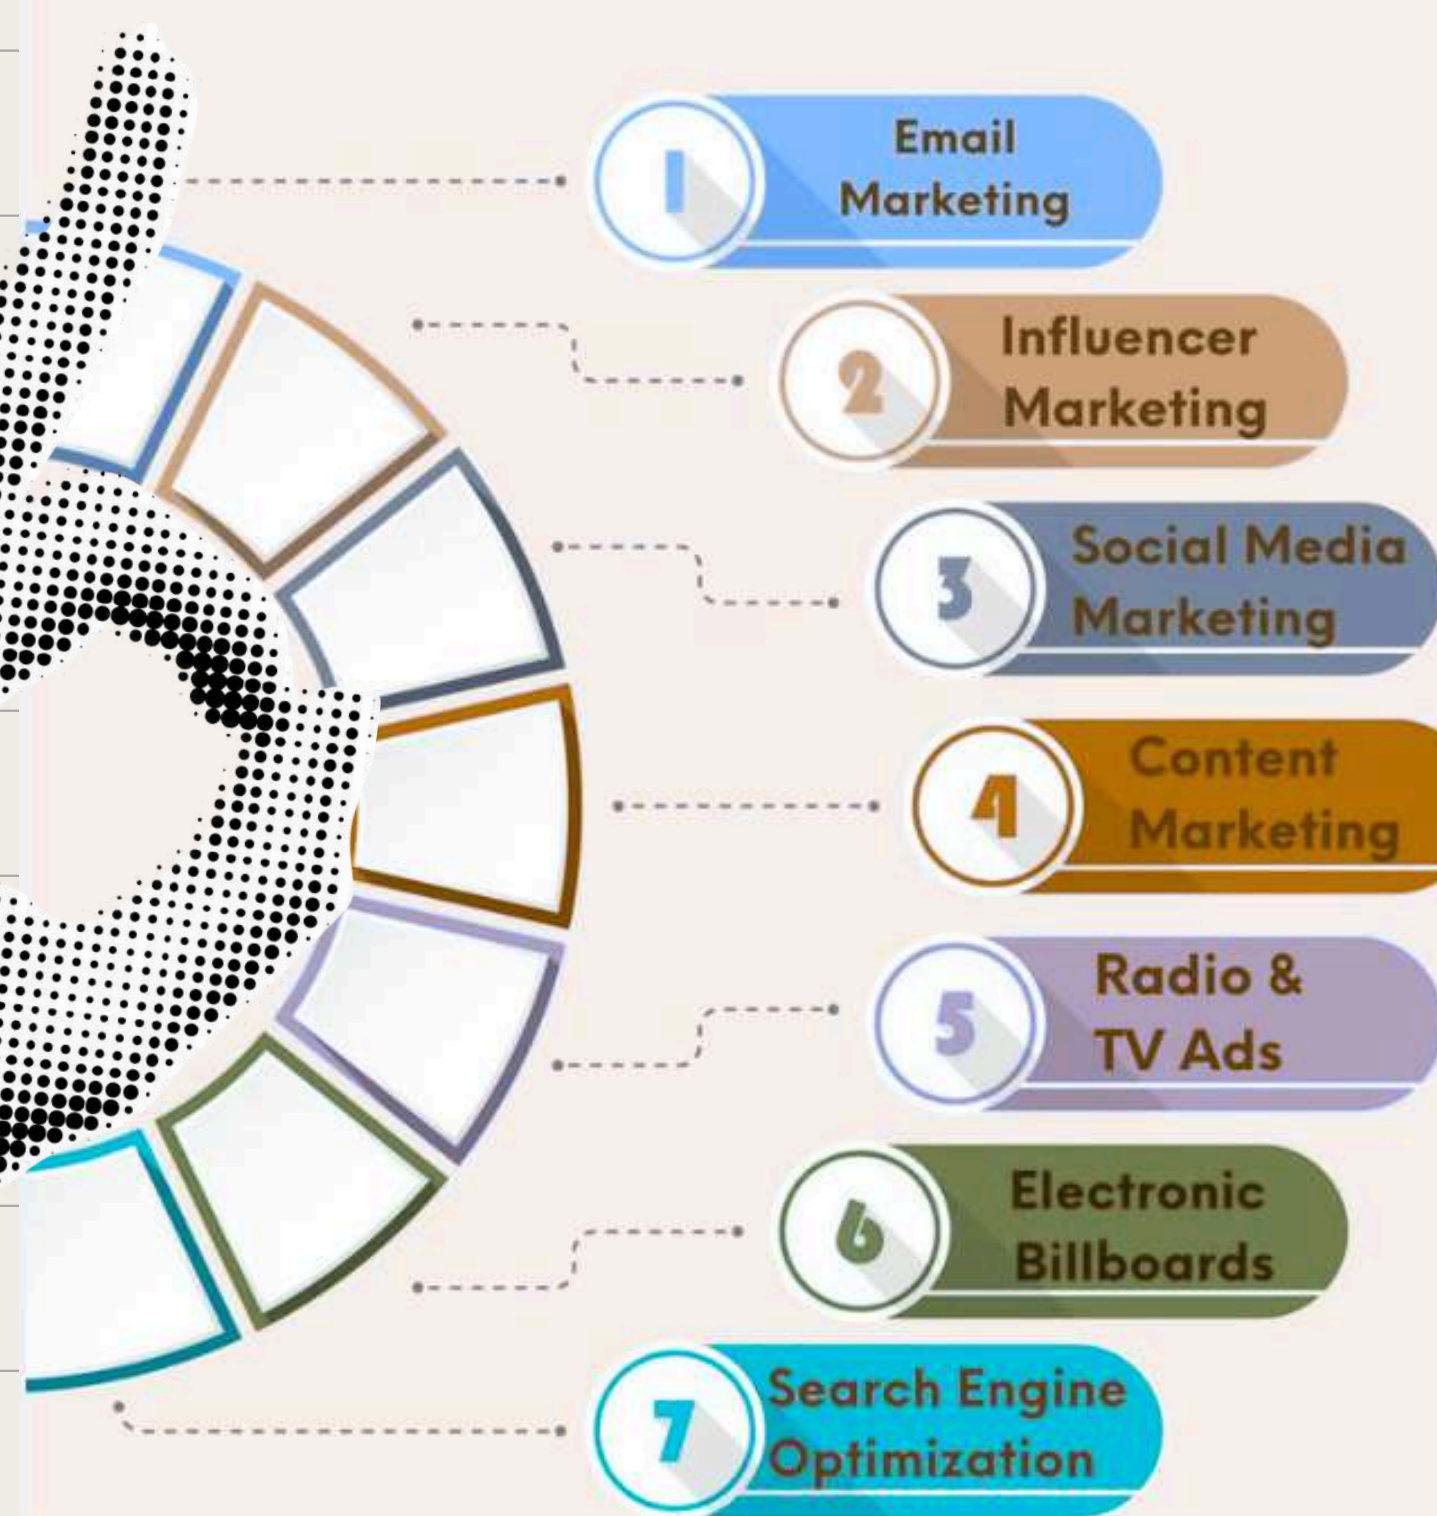 1
Email
Marketing
2
Influencer
Marketing
3
Social Media
Marketing
4
Content
Marketing
5
Radio &
TV Ads
6
Electronic
Billboards
7
Search Engine
Optimization